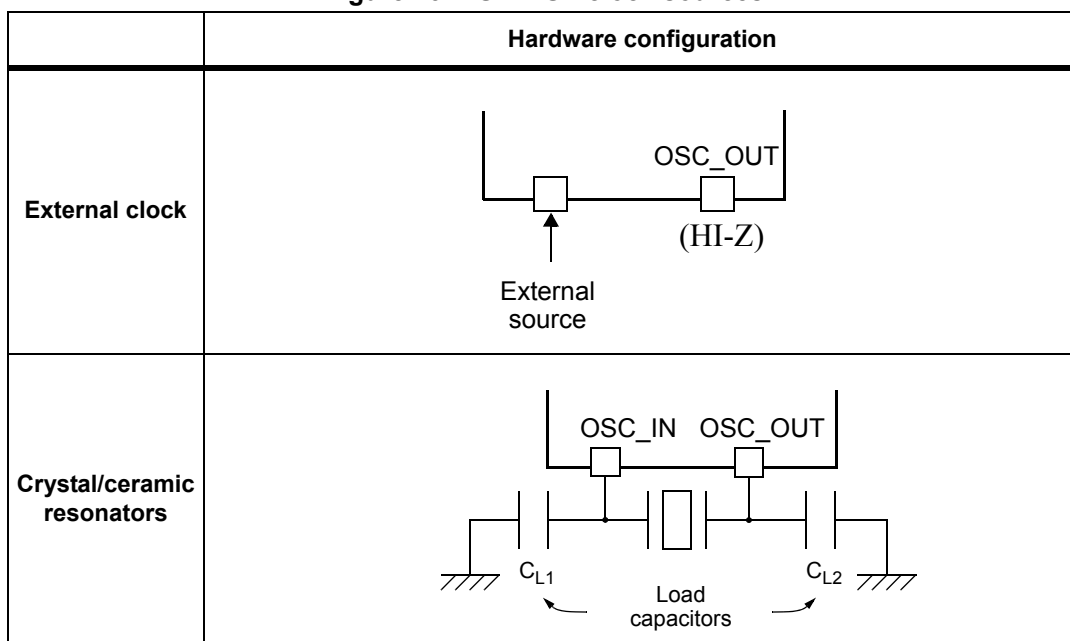 Hardware configuration
External clock
OSC_OUT
(HI-Z)
External
source
Crystal/ceramic
resonators
OSC_IN OSC_OUT
CL1
CL2
Load
capacitors